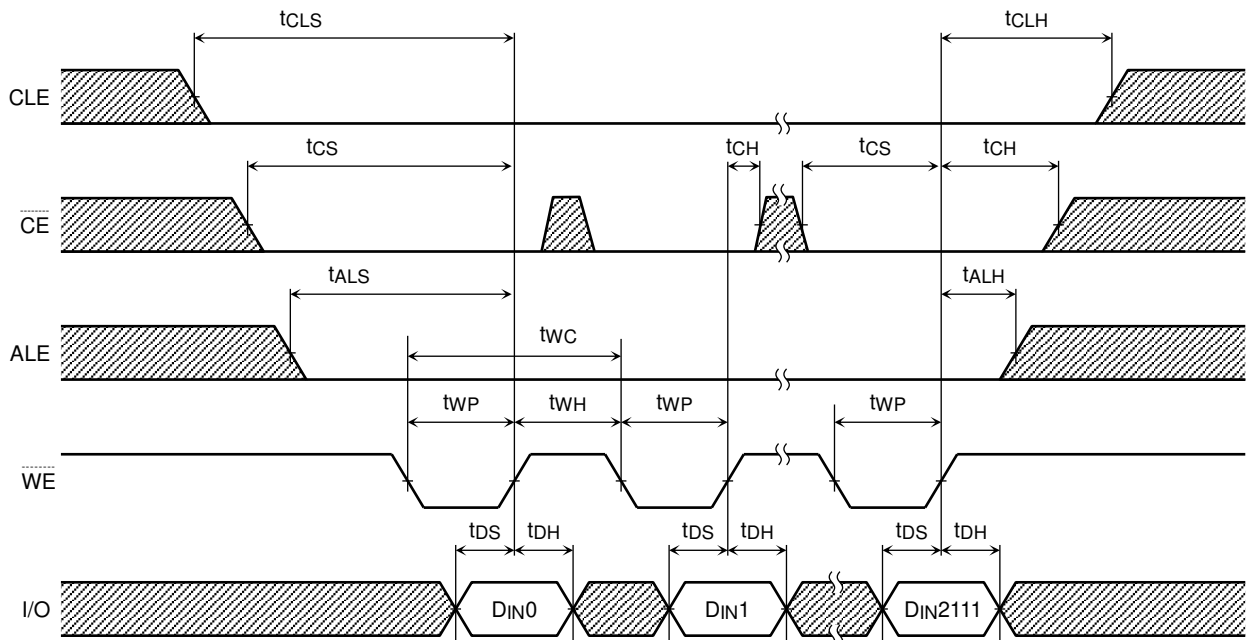 tCLS tCLH
CLE
tCS tCH tCS tCH
CE
tALS tALH
tWC
ALE
tWP tWH tWP tWP
WE
tDS tDH tDS tDH tDS tDH
I/O DIN0 DIN1 DIN2111